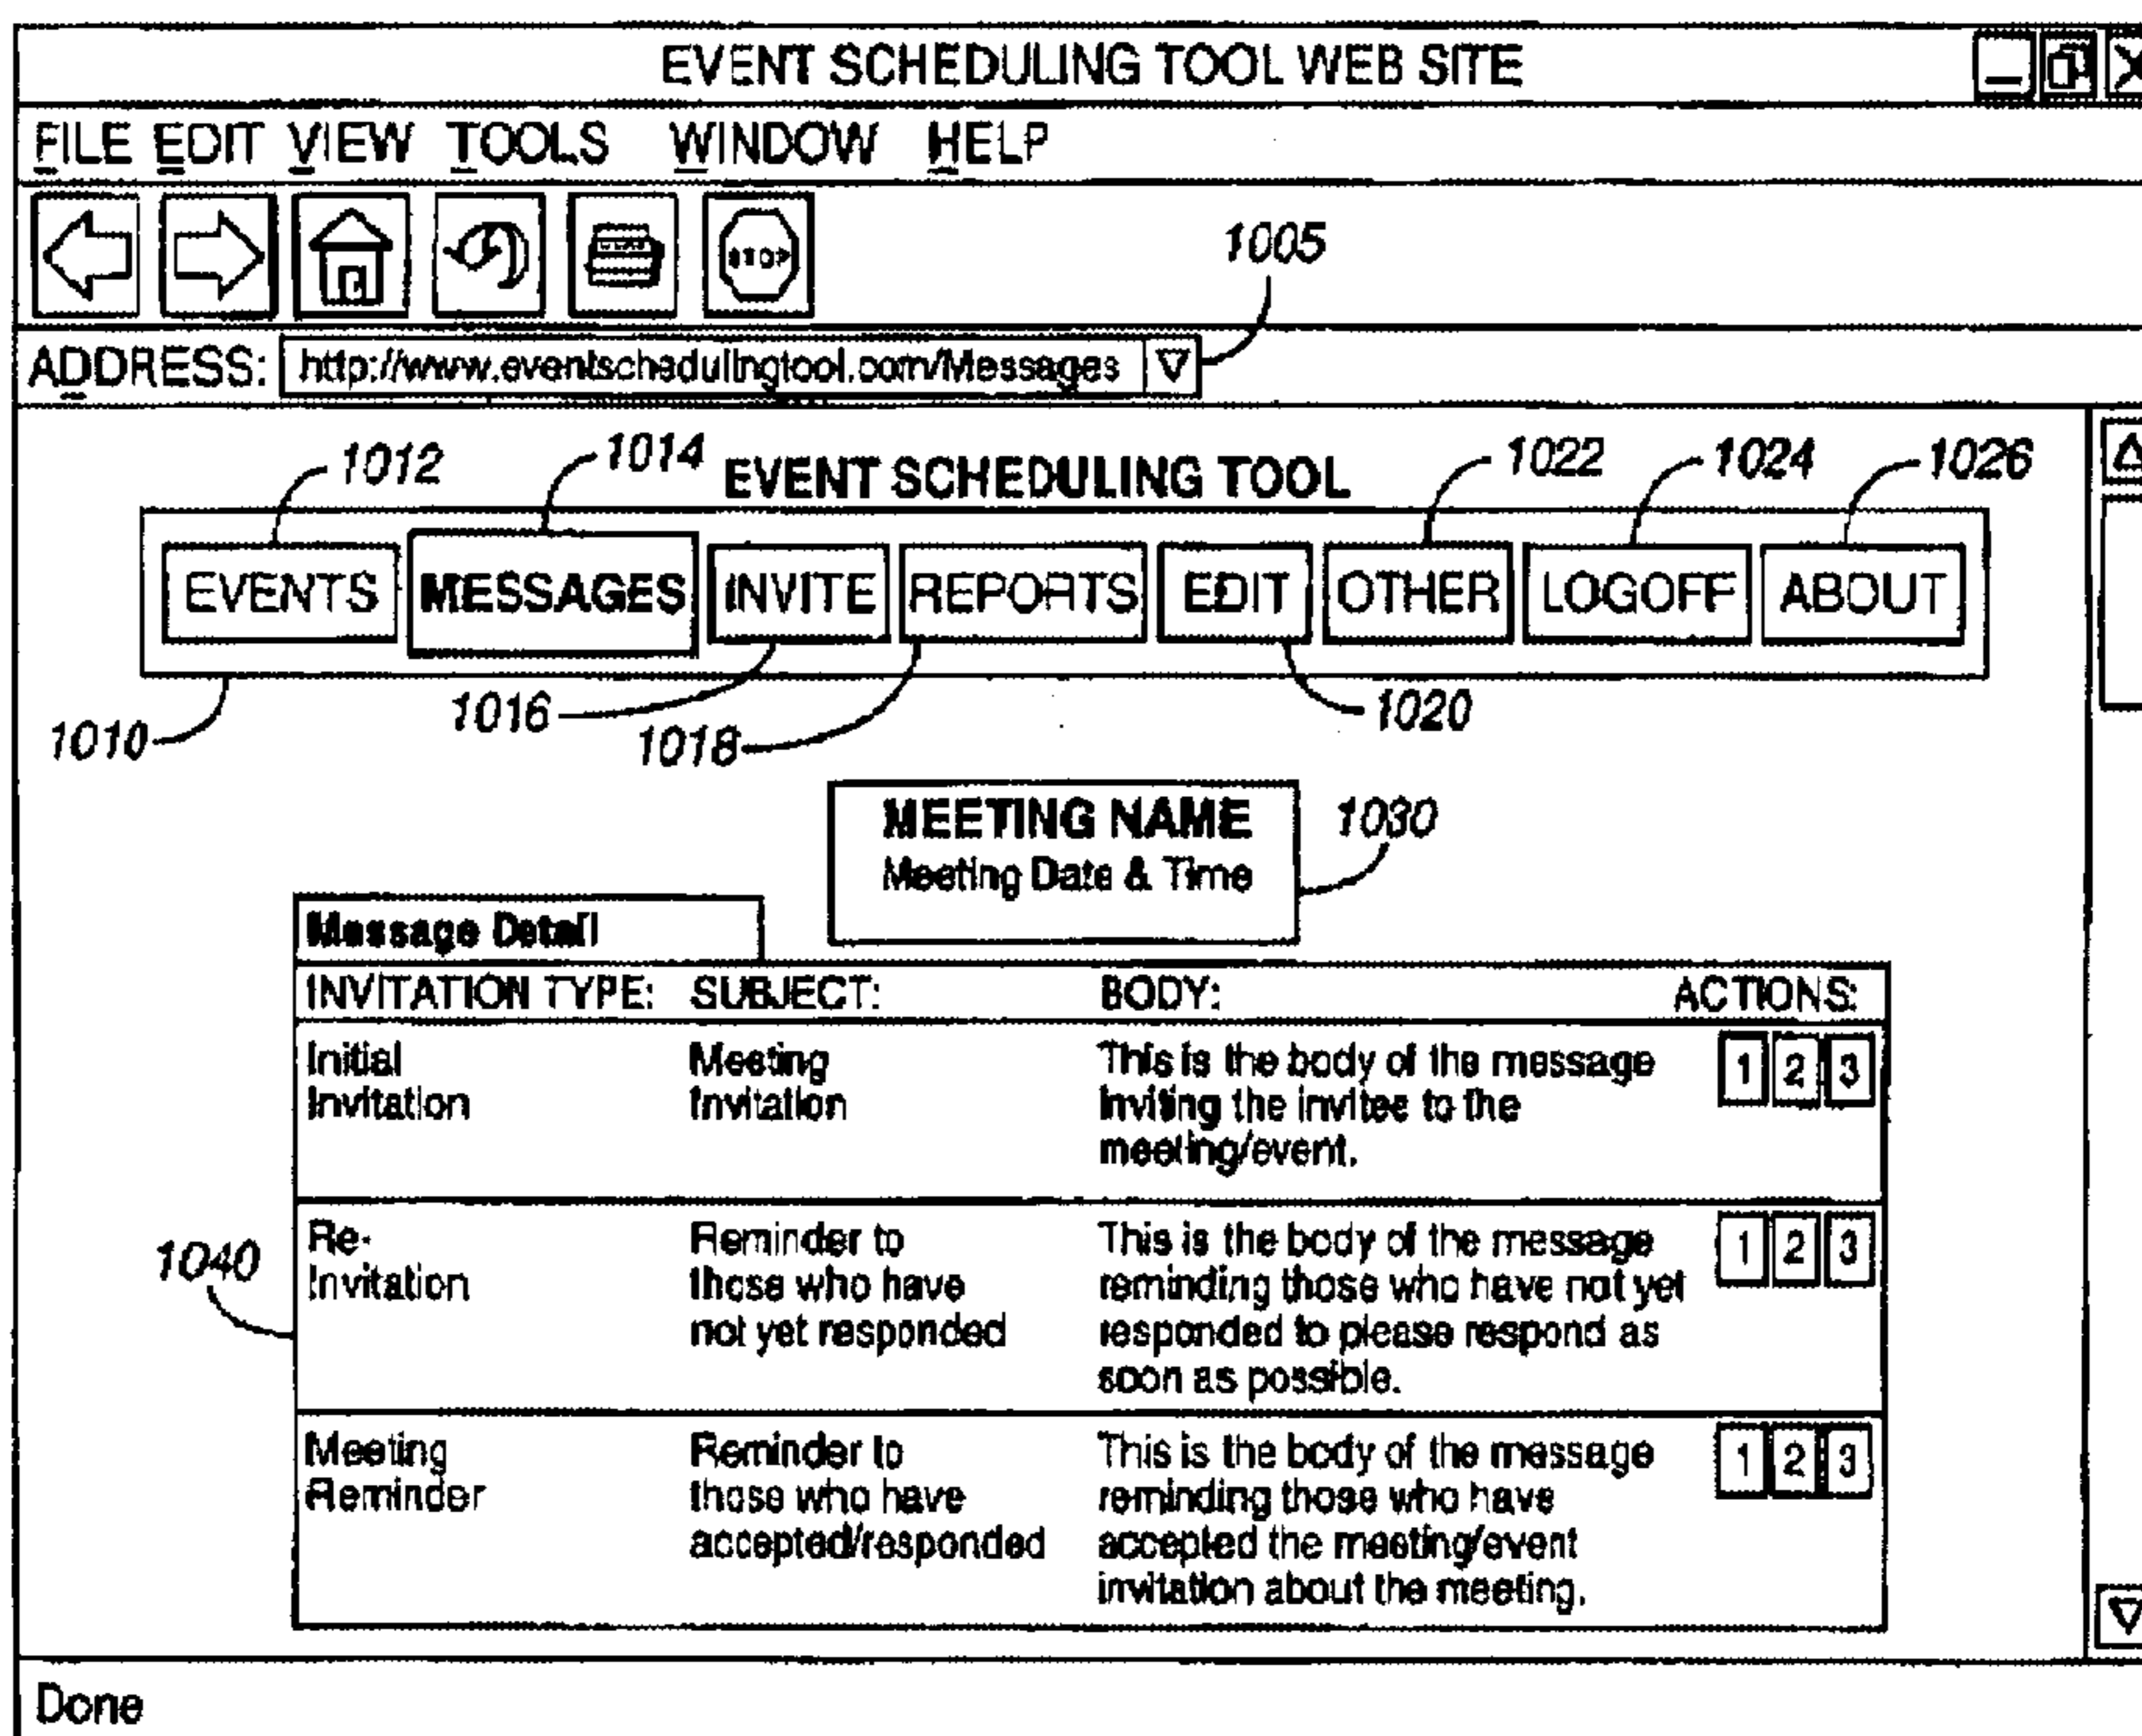 EVENT SCHEDULING TOOL WEB SITE
FILE EDIT VIEW TOOLS WINDOW HELP
STOP
1005
ADDRESS: http://www.eventschedulingtool.com/Messages
1012 1014 EVENT SCHEDULING TOOL 1022 1024 1026
EVENTS MESSAGES INVITE REPORTS EDIT OTHER LOGOFF ABOUT
1010 1016 1018 1020
MEETING NAME 1030
Meeting Date & Time
Message Detail
INVITATION TYPE: SUBJECT: BODY: ACTIONS:
Initial Meeting This is the body of the message 1 2 3
Invitation Invitation inviting the invitee to the
meeting/event.
1040
Re- Reminder to This is the body of the message 1 2 3
Invitation those who have reminding those who have not yet
not yet responded responded to please respond as
soon as possible.
Meeting Reminder to This is the body of the message 1 2 3
Reminder those who have reminding those who have
accepted/responded accepted the meeting/event
invitation about the meeting.
Done